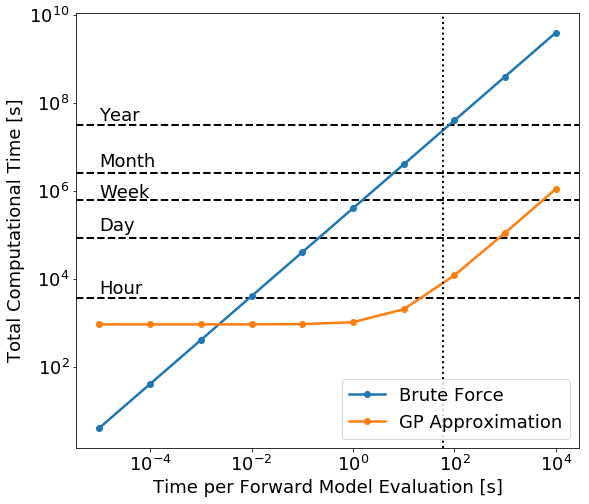 10^10
10^8
10^6
10^4
10^2
Total Computational Time [s]
Year
Month
Week
Day
Hour
Brute Force
GP Approximation
10^-4
10^-2
10^0
10^2
10^4
Time per Forward Model Evaluation [s]